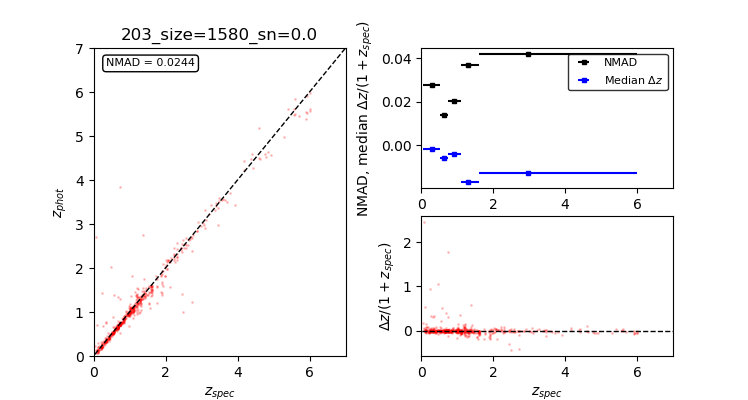 203_size=1580_sn=0.0
NMAD = 0.0244
z_phot
7
6
5
4
3
2
1
0
0 2 4 6
z_spec
NMAD, median Δz/(1 + z_spec)
0.04
0.02
0.00
NMAD
Median Δz
0 2 4 6
Δz/(1 + z_spec)
2
1
0
0 2 4 6
z_spec